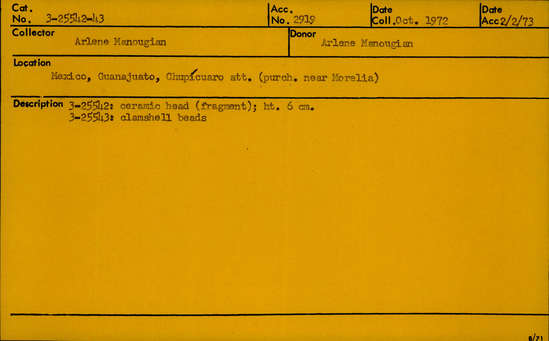 Cat. No. 3-25542-43 Acc. No. 2919 Date Coll. Oct. 1972 Date Acc 2/2/73
Collector Arlene Manougian Donor Arlene Manougian
Location
Mexico, Guanajuato, Chupícuaro att. (purch. near Morelia)
Description 3-25542: ceramic head (fragment); ht. 6 cm.
3-25543: clamshell beads
8/71